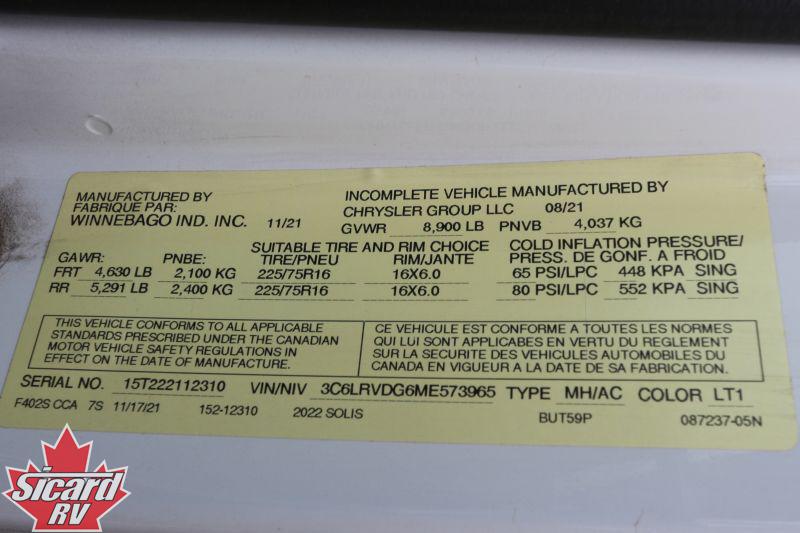 MANUFACTURED BY
FABRIQUE PAR:
WINNEBAGO IND. INC. 11/21
INCOMPLETE VEHICLE MANUFACTURED BY
CHRYSLER GROUP LLC 08/21
GVWR 8,900 LB PNVB 4,037 KG
GAWR: PNBE: SUITABLE TIRE AND RIM CHOICE TIRE/PNEU RIM/JANTE COLD INFLATION PRESSURE/ PRESS. DE GONF. A FROID
FRT 4,630 LB 2,100 KG 225/75R16 16X6.0 65 PSI/LPC 448 KPA SING
RR 5,291 LB 2,400 KG 225/75R16 16X6.0 80 PSI/LPC 552 KPA SING
THIS VEHICLE CONFORMS TO ALL APPLICABLE
STANDARDS PRESCRIBED UNDER THE CANADIAN
MOTOR VEHICLE SAFETY REGULATIONS IN
EFFECT ON THE DATE OF MANUFACTURE.
CE VEHICULE EST CONFORME A TOUTES LES NORMES
QUI LUI SONT APPLICABES EN VERTU DU REGLEMENT
SUR LA SECURITE DES VEHICULES AUTOMOBILES DU
CANADA EN VIGUEUR A LA DATE DE SA FABRICATION.
SERIAL NO. 15T222112310 VIN/NIV 3C6LRVDG6ME573965 TYPE MH/AC COLOR LT1
F402S CCA 7S 11/17/21 152-12310 2022 SOLIS BUT59P 087237-05N
Sicard
RV